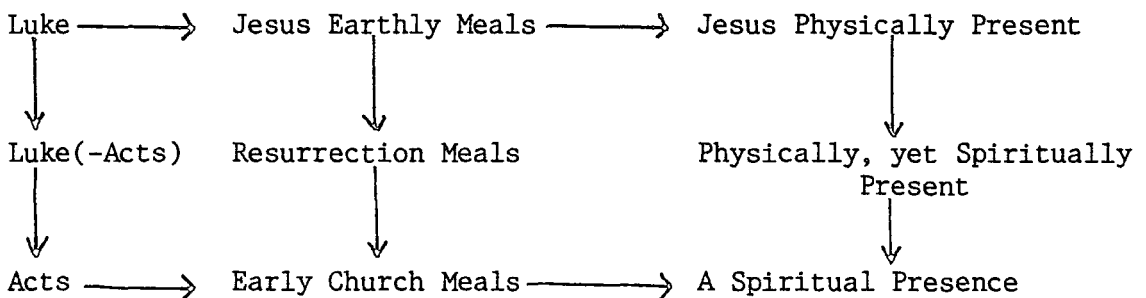 Luke Jesus Earthly Meals Jesus Physically Present
Luke(-Acts) Resurrection Meals Physically, yet Spiritually
Present
Acts Early Church Meals A Spiritual Presence